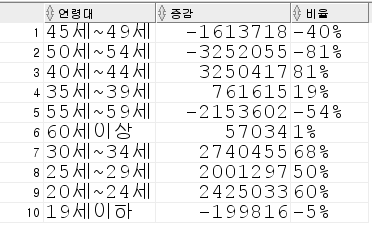 연령대 증감 비율
1 45세~49세 -1613718 -40%
2 50세~54세 -3252055 -81%
3 40세~44세 3250417 81%
4 35세~39세 761615 19%
5 55세~59세 -2153602 -54%
6 60세이상 57034 1%
7 30세~34세 2740455 68%
8 25세~29세 2001297 50%
9 20세~24세 2425033 60%
10 19세이하 -199816 -5%